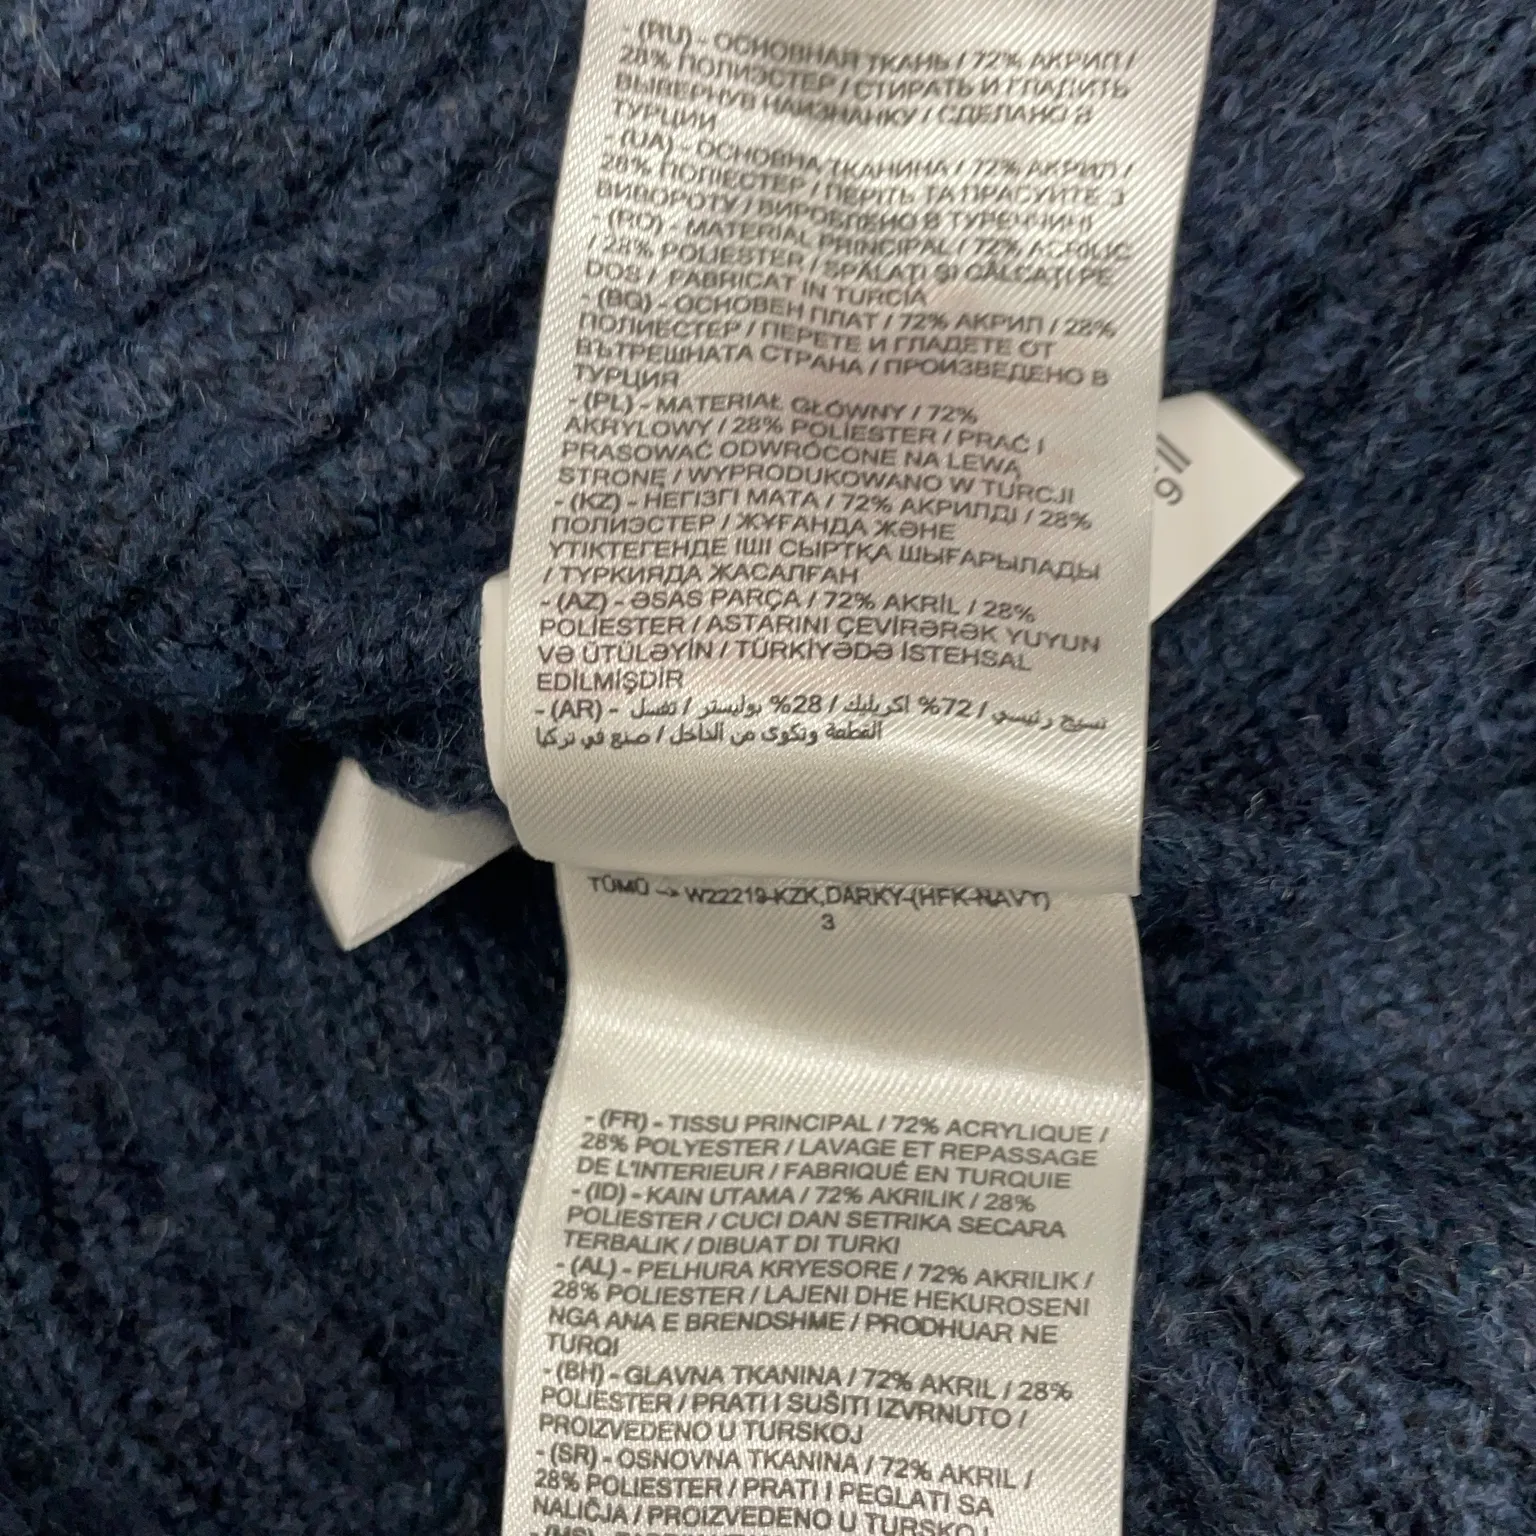 - (RU) - ОСНОВНАЯ ТКАНЬ / 72% АКРИЛ /
28% ПОЛИЭСТЕР / СТИРАТЬ И ГЛАДИТЬ
ВЫВЕРНУВ НАИЗНАНКУ / СДЕЛАНО В
ТУРЦИИ
- (UA) - ОСНОВНА ТКАНИНА / 72% АКРИЛ /
28% ПОЛІЕСТЕР / ПЕРІТЬ ТА ПРАСУЙТЕ З
ВИВОРОТУ / ВИРОБЛЕНО В ТУРЕЧЧИНІ
- (RO) - MATERIAL PRINCIPAL / 72% ACRILIC
/ 28% POLIESTER / SPĂLAȚI ȘI CĂLCAȚI PE
DOS / FABRICAT IN TURCIA
- (BG) - ОСНОВЕН ПЛАТ / 72% АКРИЛ / 28%
ПОЛИЕСТЕР / ПЕРЕТЕ И ГЛАДЕТЕ ОТ
ВЪТРЕШНАТА СТРАНА / ПРОИЗВЕДЕНО В
ТУРЦИЯ
- (PL) - MATERIAŁ GŁÓWNY / 72%
AKRYLOWY / 28% POLİESTER / PRAĆ I
PRASOWAĆ ODWRÓCONE NA LEWĄ
STRONĘ / WYPRODUKOWANO W TURCJI
- (KZ) - НЕГІЗГІ МАТА / 72% АКРИЛДІ / 28%
ПОЛИЭСТЕР / ЖУҒАНДА ЖӘНЕ
ҮТІКТЕГЕНДЕ ІШІ СЫРТҚА ШЫҒАРЫЛАДЫ
/ ТҮРКИЯДА ЖАСАЛҒАН
- (AZ) - ƏSAS PARÇA / 72% AKRİL / 28%
POLİESTER / ASTARINI ÇEVİRƏRƏK YUYUN
VƏ ÜTÜLƏYİN / TÜRKİYƏDƏ İSTEHSAL
EDİLMİŞDİR
- (AR) - نسيج رئيسي / 72% اكريليك / 28% بوليستر / تغسل
القطعة وتكوى من الداخل / صنع في تركيا
TÜMÜ -> W22219-KZK,DARKY-(HFK-NAVY)
3
- (FR) - TISSU PRINCIPAL / 72% ACRYLIQUE /
28% POLYESTER / LAVAGE ET REPASSAGE
DE L'INTERIEUR / FABRIQUÉ EN TURQUIE
- (ID) - KAIN UTAMA / 72% AKRILIK / 28%
POLIESTER / CUCI DAN SETRIKA SECARA
TERBALIK / DIBUAT DI TURKI
- (AL) - PELHURA KRYESORE / 72% AKRILIK /
28% POLIESTER / LAJENI DHE HEKUROSENI
NGA ANA E BRENDSHME / PRODHUAR NE
TURQI
- (BH) - GLAVNA TKANINA / 72% AKRIL / 28%
POLIESTER / PRATI I SUŠITI IZVRNUTO /
PROIZVEDENO U TURSKOJ
- (SR) - OSNOVNA TKANINA / 72% AKRIL /
28% POLIESTER / PRATI I PEGLATI SA
NALIČJA / PROIZVEDENO U TURSKOJ